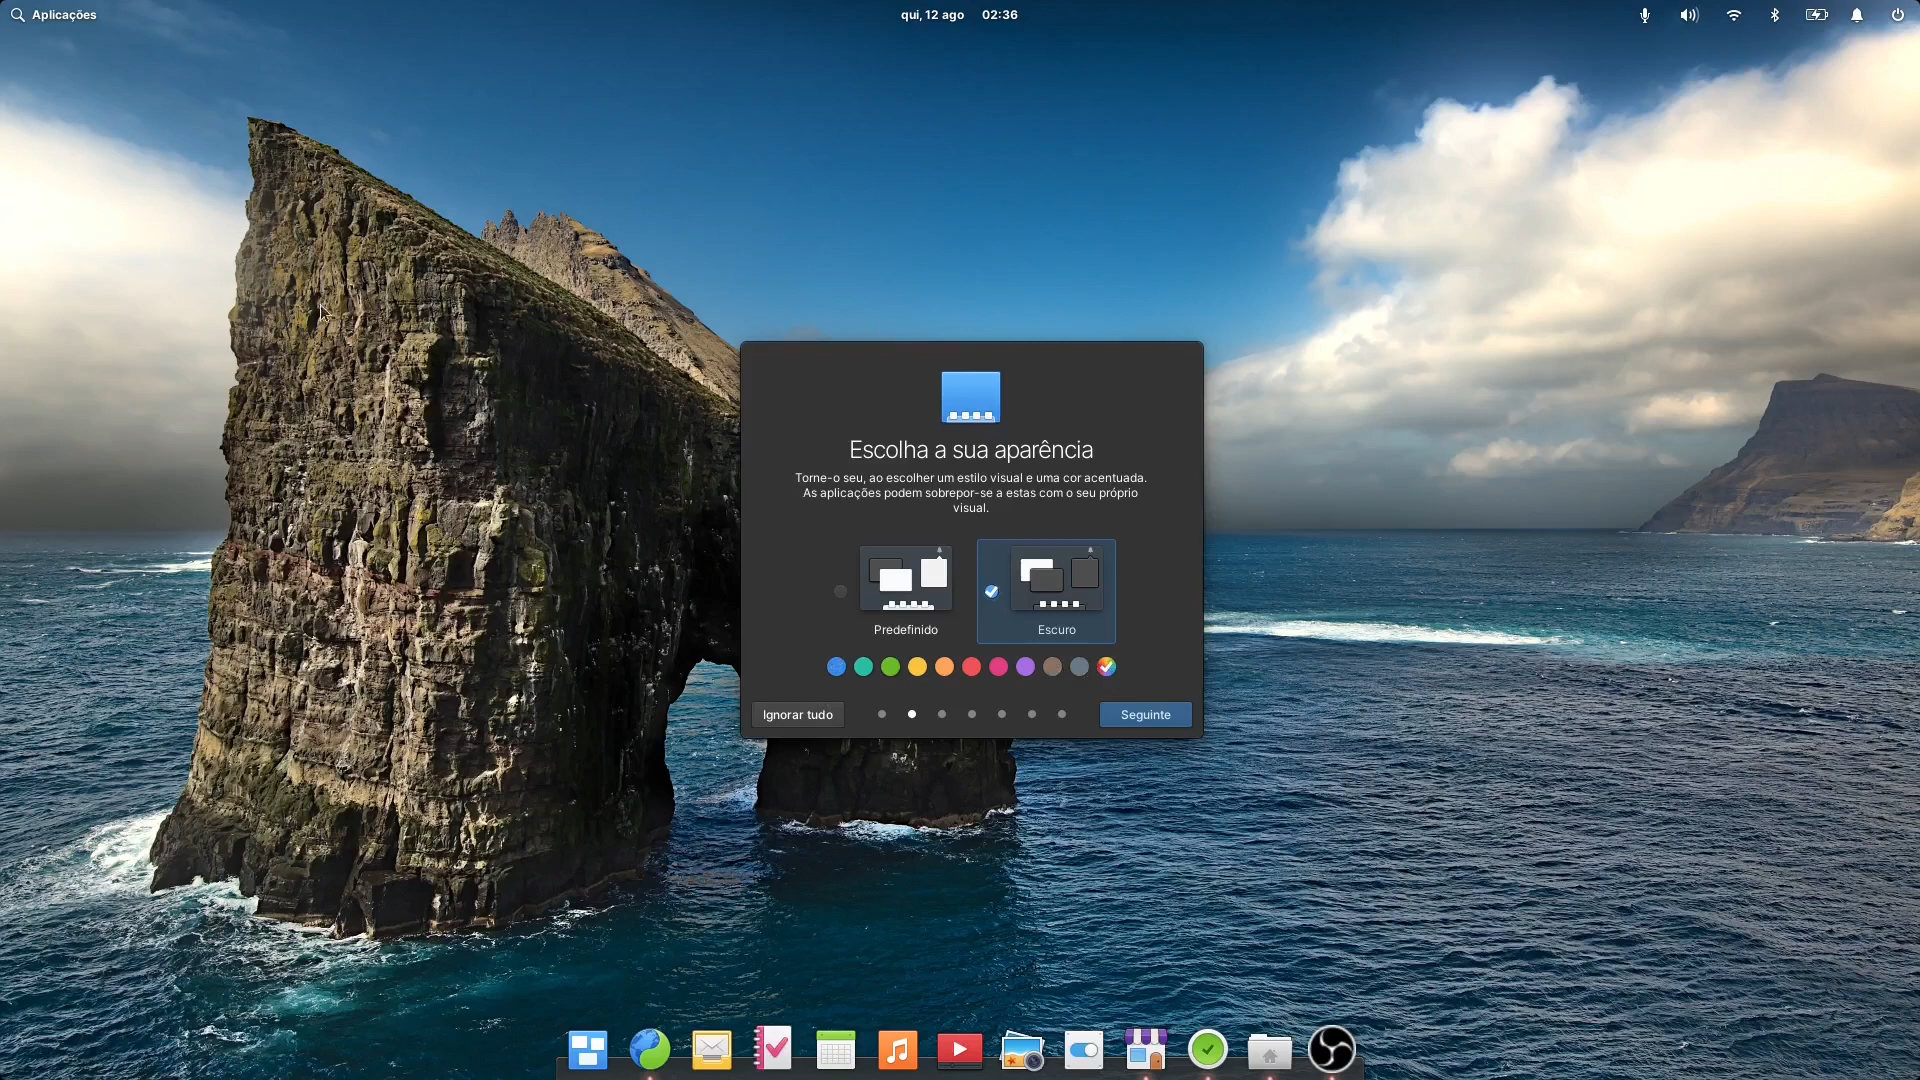 Aplicações
qui, 12 ago 02:36
Escolha a sua aparência
Torne-o seu, ao escolher um estilo visual e uma cor acentuada.
As aplicações podem sobrepor-se a estas com o seu próprio
visual.
Predefinido
Escuro
Ignorar tudo
Seguinte